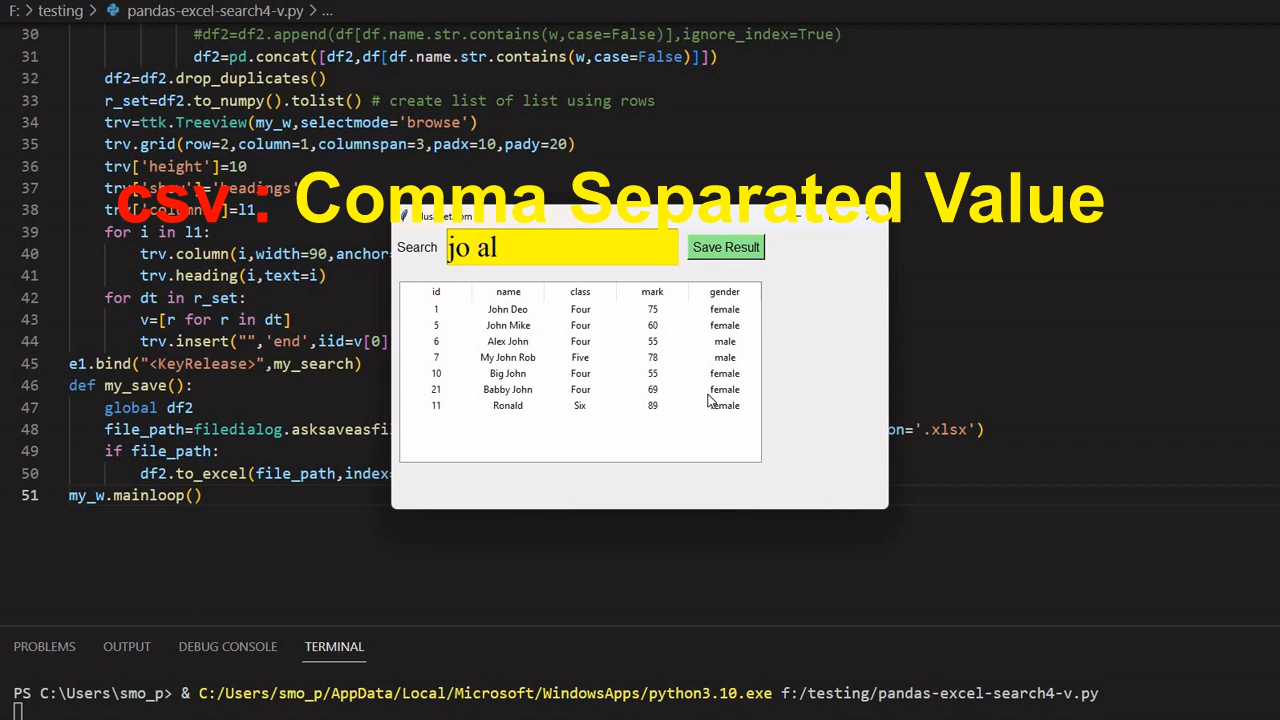 F: > testing > pandas-excel-search4-v.py > ...
30 #df2=df2.append(df[df.name.str.contains(w,case=False)],ignore_index=True)
31 df2=pd.concat([df2,df[df.name.str.contains(w,case=False)]])
32 df2=df2.drop_duplicates()
33 r_set=df2.to_numpy().tolist() # create list of list using rows
34 trv=ttk.Treeview(my_w,selectmode='browse')
35 trv.grid(row=2,column=1,columnspan=3,padx=10,pady=20)
36 trv['height']=10
37
csv : Comma Separated Value
38 =l1
39 for i in l1:
40 trv.column(i,width=90,anchor=
41 trv.heading(i,text=i)
42 for dt in r_set:
43 v=[r for r in dt]
44 trv.insert("",'end',iid=v[0]
45 e1.bind("<KeyRelease>",my_search)
46 def my_save():
47 global df2
48 file_path=filedialog.asksaveasfi on='.xlsx')
49 if file_path:
50 df2.to_excel(file_path,index=
51 my_w.mainloop()
Search jo al Save Result
id name class mark gender
1 John Deo Four 75 female
5 John Mike Four 60 female
6 Alex John Four 55 male
7 My John Rob Five 78 male
10 Big John Four 55 female
21 Babby John Four 69 female
11 Ronald Six 89 female
PROBLEMS OUTPUT DEBUG CONSOLE TERMINAL
PS C:\Users\smo_p> & C:/Users/smo_p/AppData/Local/Microsoft/WindowsApps/python3.10.exe f:/testing/pandas-excel-search4-v.py